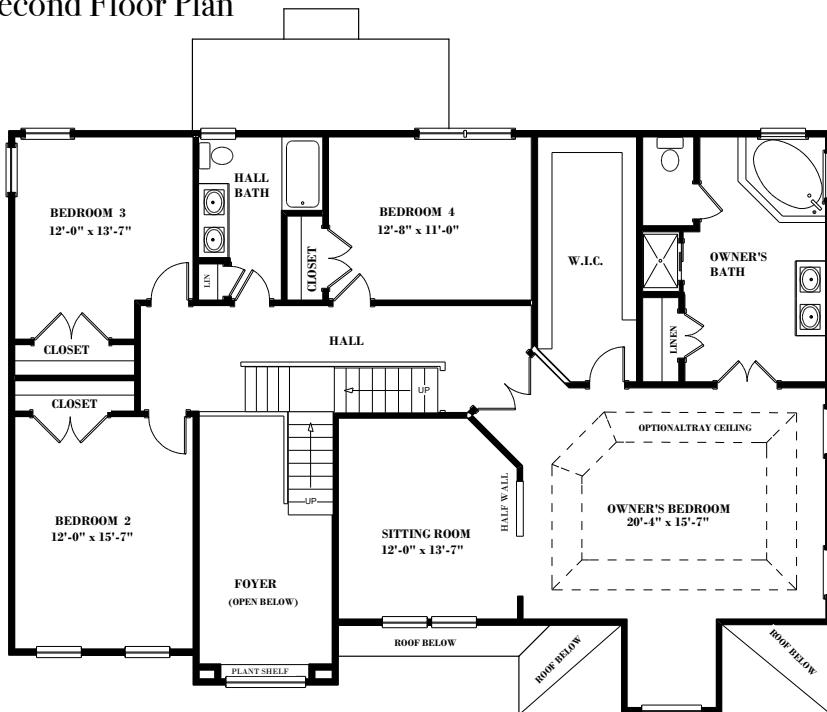 econd Floor Plan
BEDROOM 3
12'-0" x 13'-7"
HALL
BATH
BEDROOM 4
12'-8" x 11'-0"
CLOSET
LIN
W.I.C.
OWNER'S
BATH
LINEN
CLOSET
HALL
CLOSET
UP
UP
OPTIONALTRAY CEILING
HALF WALL
BEDROOM 2
12'-0" x 15'-7"
SITTING ROOM
12'-0" x 13'-7"
OWNER'S BEDROOM
20'-4" x 15'-7"
FOYER
(OPEN BELOW)
PLANT SHELF
ROOF BELOW
ROOF BELOW
ROOF BELOW